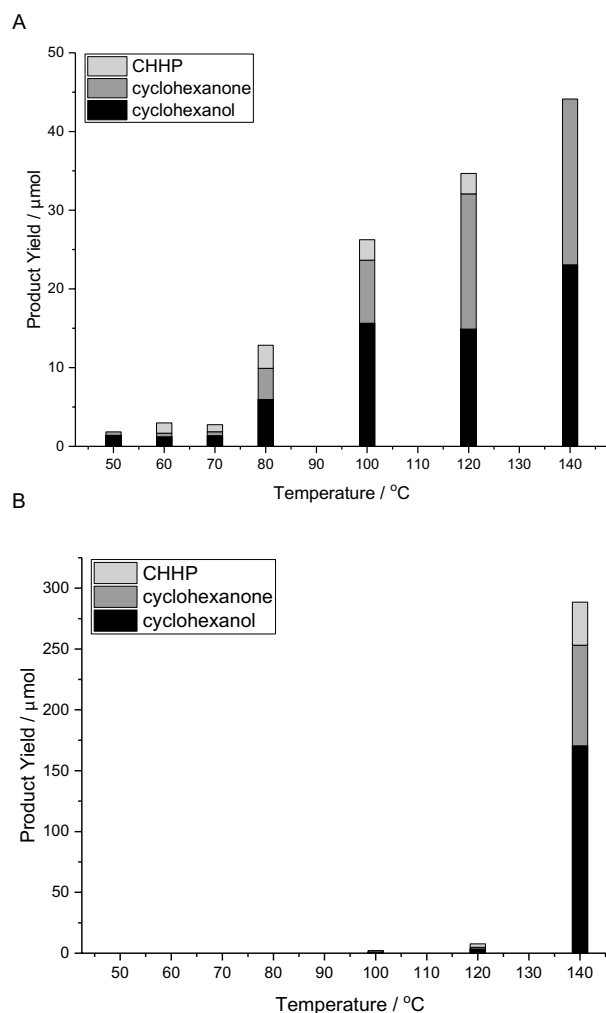 A
CHHP
cyclohexanone
cyclohexanol
Product Yield / μmol
50
40
30
20
10
0
50 60 70 80 90 100 110 120 130 140
Temperature / °C
B
CHHP
cyclohexanone
cyclohexanol
Product Yield / μmol
300
250
200
150
100
50
0
50 60 70 80 90 100 110 120 130 140
Temperature / °C